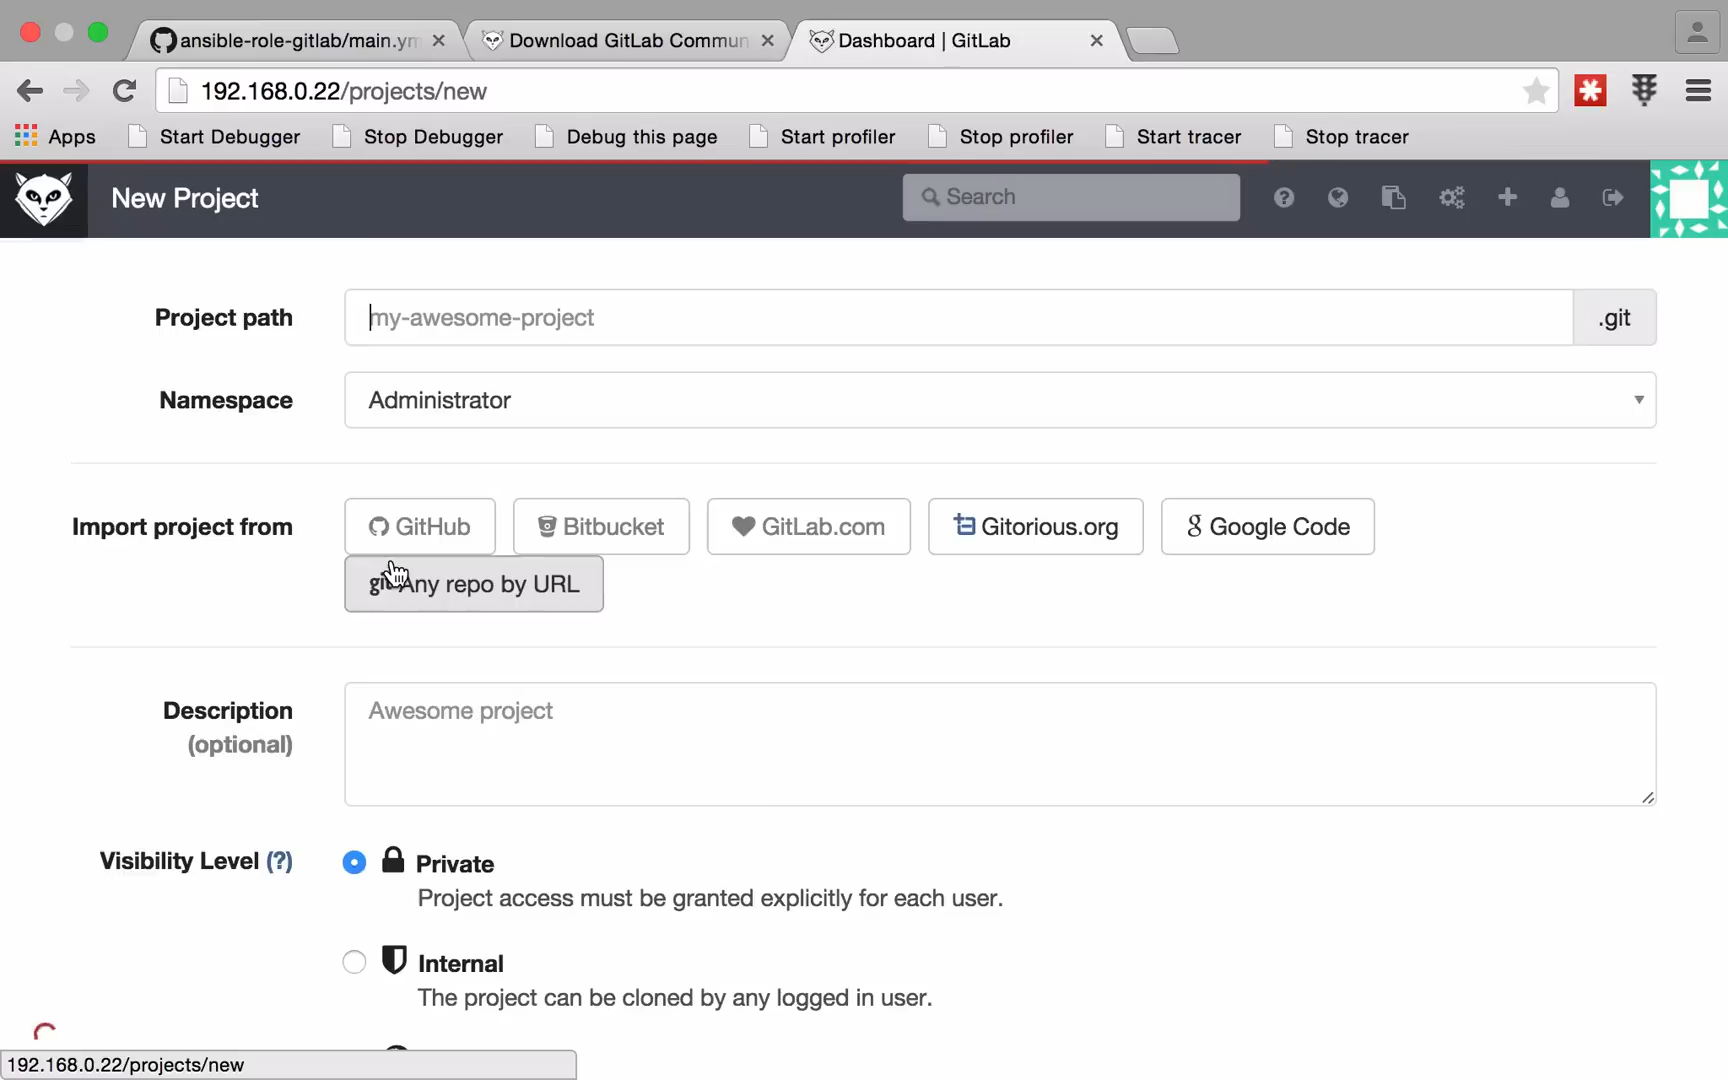 ansible-role-gitlab/main.ym
Download GitLab Commun
Dashboard | GitLab
192.168.0.22/projects/new
Apps
Start Debugger
Stop Debugger
Debug this page
Start profiler
Stop profiler
Start tracer
Stop tracer
New Project
Search
Project path
my-awesome-project
.git
Namespace
Administrator
Import project from
GitHub
Bitbucket
GitLab.com
Gitorious.org
Google Code
git Any repo by URL
Description
(optional)
Awesome project
Visibility Level (?)
Private
Project access must be granted explicitly for each user.
Internal
The project can be cloned by any logged in user.
192.168.0.22/projects/new